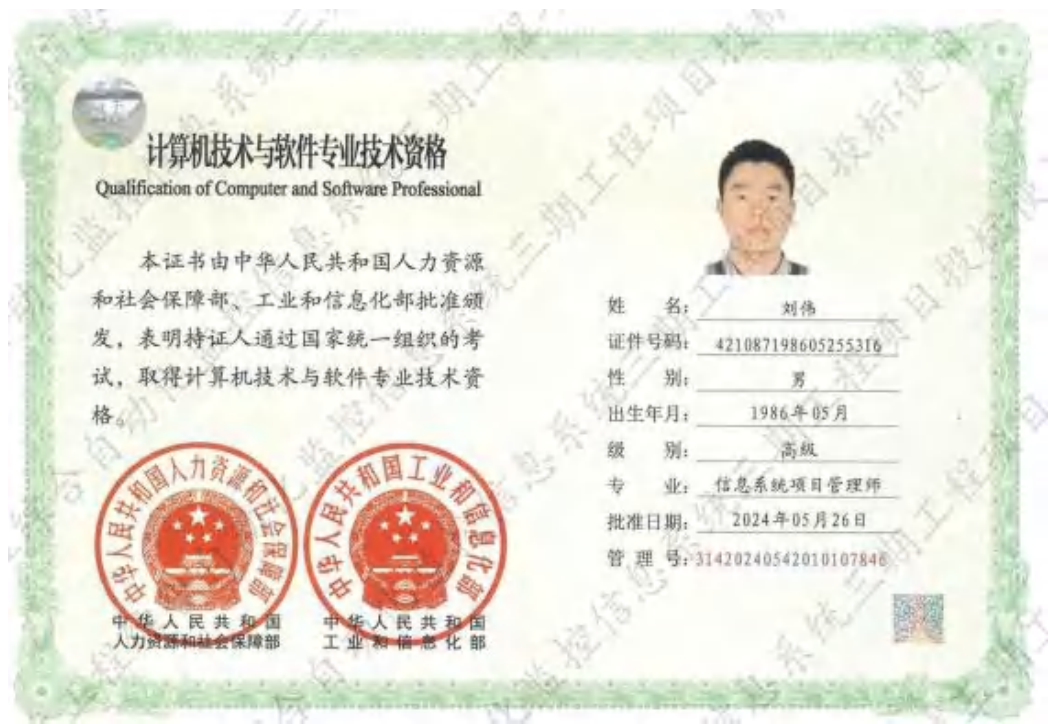 计算机技术与软件专业技术资格
Qualification of Computer and Software Professional
本证书由中华人民共和国人力资源
和社会保障部、工业和信息化部批准颁
发，表明持证人通过国家统一组织的考
试，取得计算机技术与软件专业技术资
格。
中华人民共和国人力资源和社会保障部
中华人民共和国
人力资源和社会保障部
中华人民共和国工业和信息化部
中华人民共和国
工业和信息化部
姓 名：刘伟
证件号码：421087198605255316
性 别：男
出生年月：1986年05月
级 别：高级
专 业：信息系统项目管理师
批准日期：2024年05月26日
管 理 号：31420240542010107846